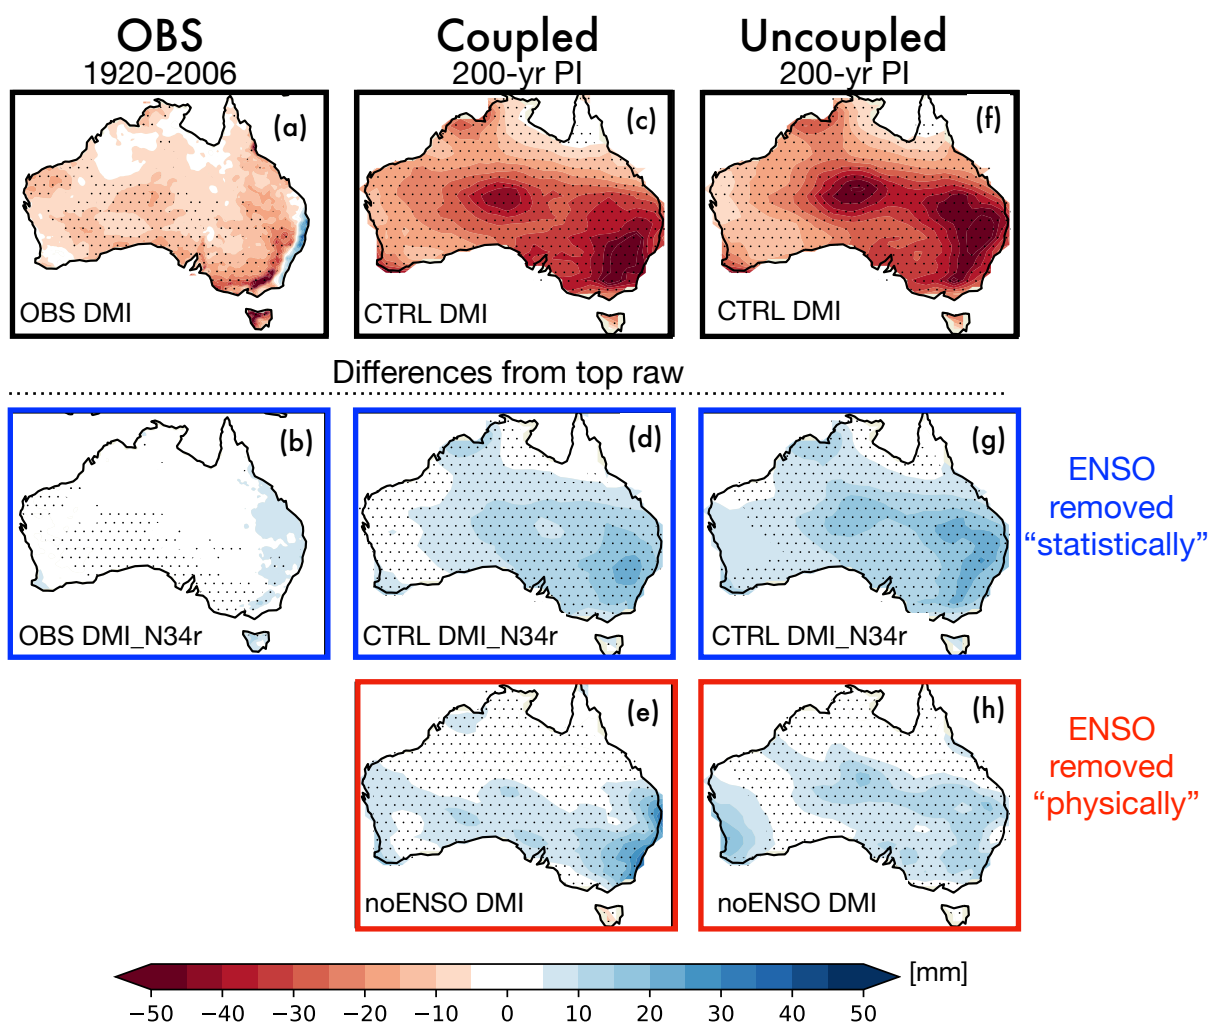 OBS
1920-2006
Coupled
200-yr PI
Uncoupled
200-yr PI
(a)
OBS DMI
(c)
CTRL DMI
(f)
CTRL DMI
Differences from top raw
(b)
OBS DMI_N34r
(d)
CTRL DMI_N34r
(g)
CTRL DMI_N34r
ENSO
removed
“statistically”
(e)
noENSO DMI
(h)
noENSO DMI
ENSO
removed
“physically”
[mm]
−50 −40 −30 −20 −10 0 10 20 30 40 50